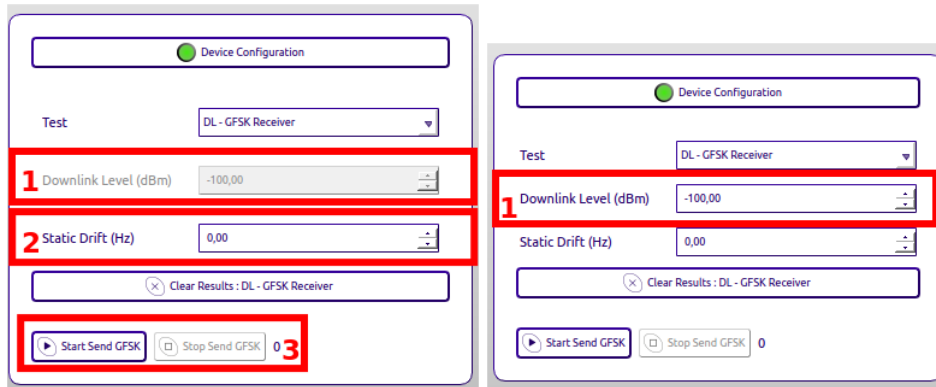 Device Configuration
Test DL - GFSK Receiver
1 Downlink Level (dBm) -100,00
2 Static Drift (Hz) 0,00
Clear Results : DL - GFSK Receiver
Start Send GFSK Stop Send GFSK 0 3
Device Configuration
Test DL - GFSK Receiver
1 Downlink Level (dBm) -100,00
Static Drift (Hz) 0,00
Clear Results : DL - GFSK Receiver
Start Send GFSK Stop Send GFSK 0